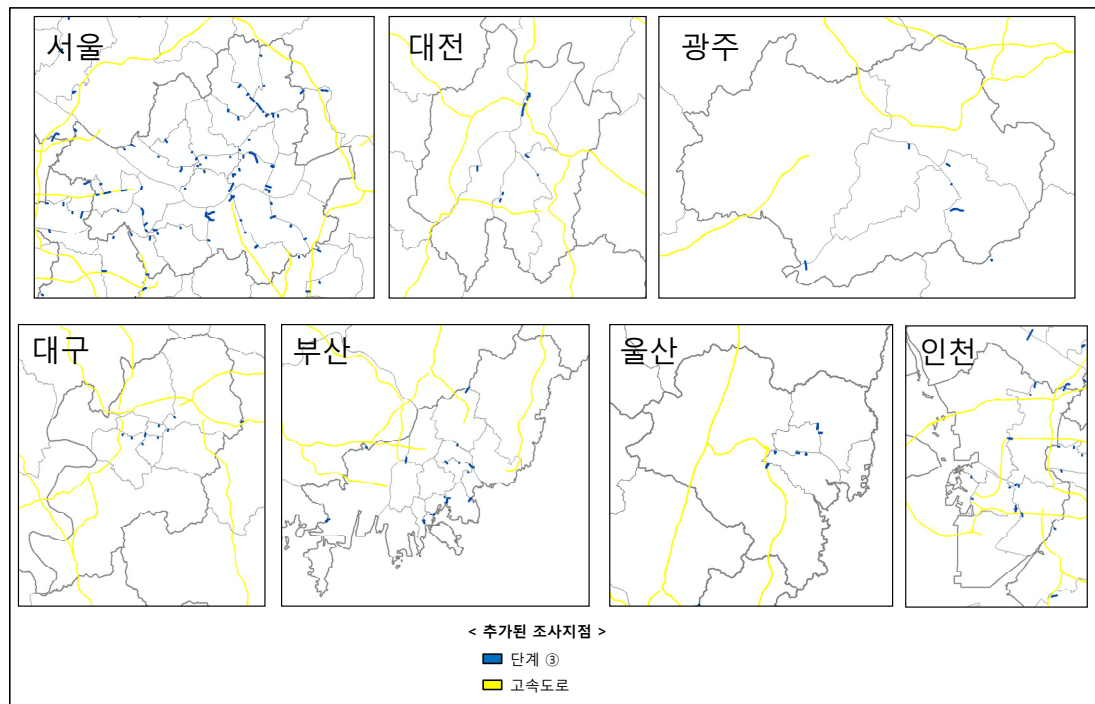 서울
대전
광주
대구
부산
울산
인천
< 추가된 조사지점 >
단계 ③
고속도로